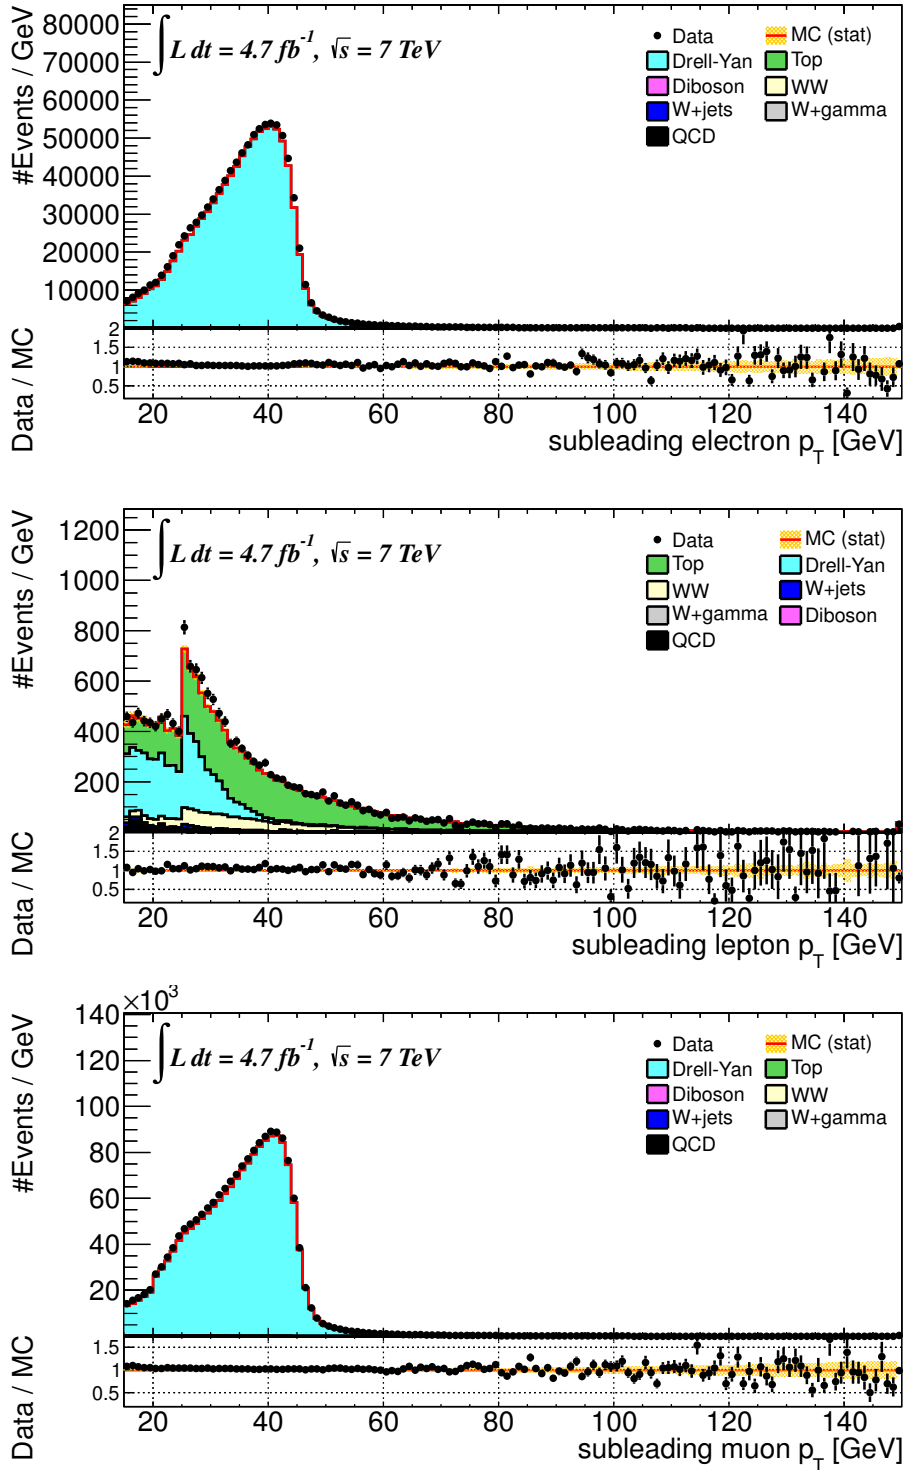 ∫ L dt = 4.7 fb⁻¹, √s = 7 TeV
Data
MC (stat)
Drell-Yan
Top
Diboson
WW
W+jets
W+gamma
QCD
#Events / GeV
80000
70000
60000
50000
40000
30000
20000
10000
Data / MC
2
1.5
1
0.5
20 40 60 80 100 120 140
subleading electron p_T [GeV]
∫ L dt = 4.7 fb⁻¹, √s = 7 TeV
Data
MC (stat)
Top
Drell-Yan
WW
W+jets
W+gamma
Diboson
QCD
#Events / GeV
1200
1000
800
600
400
200
Data / MC
2
1.5
1
0.5
20 40 60 80 100 120 140
subleading lepton p_T [GeV]
×10³
∫ L dt = 4.7 fb⁻¹, √s = 7 TeV
Data
MC (stat)
Drell-Yan
Top
Diboson
WW
W+jets
W+gamma
QCD
#Events / GeV
140
120
100
80
60
40
20
Data / MC
1.5
1
0.5
20 40 60 80 100 120 140
subleading muon p_T [GeV]